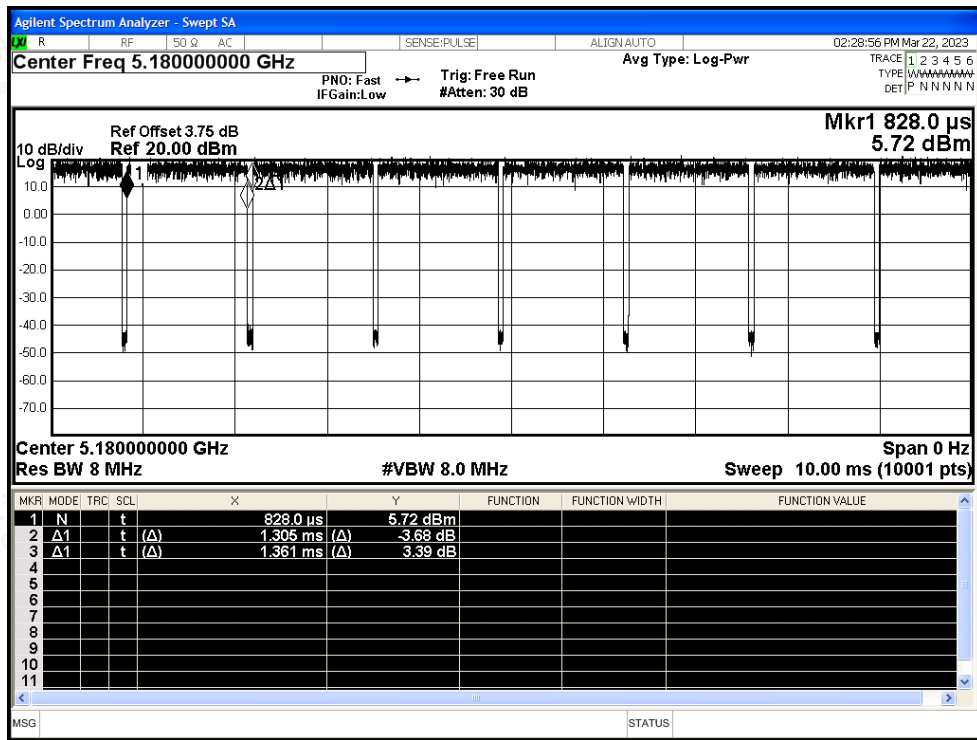 Agilent Spectrum Analyzer - Swept SA
LXI R RF 50 Ω AC SENSE:PULSE ALIGN AUTO 02:28:56 PM Mar 22, 2023
Center Freq 5.180000000 GHz
PNO: Fast
IFGain:Low
Trig: Free Run
#Atten: 30 dB
Avg Type: Log-Pwr
TRACE 1 2 3 4 5 6
TYPE WWWWWW
DET P N N N N N
Mkr1 828.0 µs
5.72 dBm
Ref Offset 3.75 dB
10 dB/div Ref 20.00 dBm
Log
1
2Δ1
10.0
0.00
-10.0
-20.0
-30.0
-40.0
-50.0
-60.0
-70.0
Center 5.180000000 GHz Span 0 Hz
Res BW 8 MHz #VBW 8.0 MHz Sweep 10.00 ms (10001 pts)
MKR MODE TRC SCL X Y FUNCTION FUNCTION WIDTH FUNCTION VALUE
1 N t 828.0 µs 5.72 dBm
2 Δ1 t (Δ) 1.305 ms (Δ) -3.68 dB
3 Δ1 t (Δ) 1.361 ms (Δ) 3.39 dB
4
5
6
7
8
9
10
11
MSG STATUS